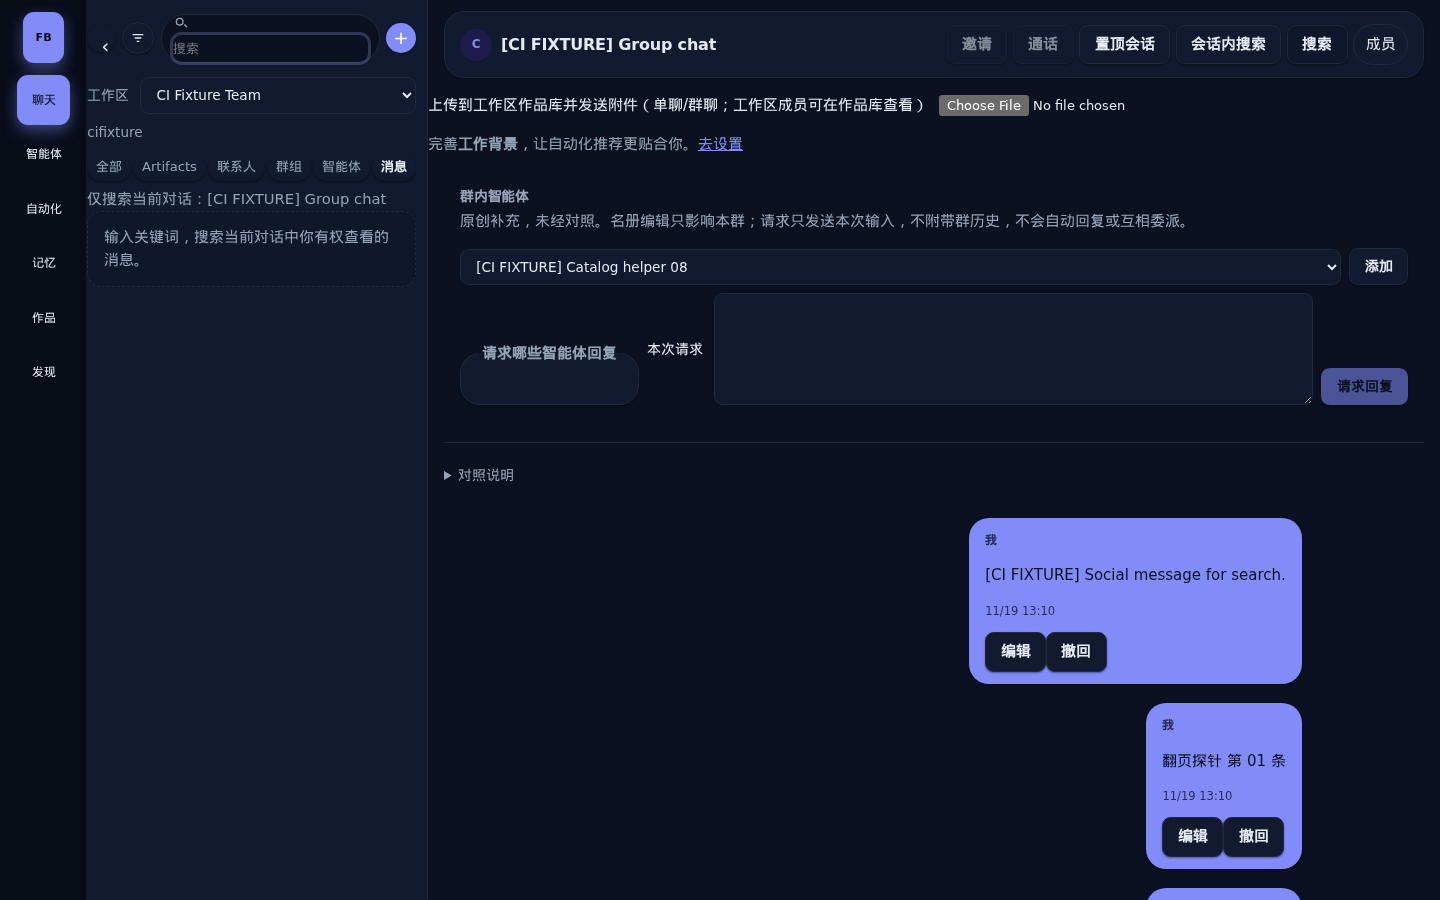 FB
聊天
智能体
自动化
记忆
作品
发现
‹
搜索
+
工作区
CI Fixture Team
cifixture
全部
Artifacts
联系人
群组
智能体
消息
仅搜索当前对话：[CI FIXTURE] Group chat
输入关键词，搜索当前对话中你有权查看的
消息。
C
[CI FIXTURE] Group chat
邀请
通话
置顶会话
会话内搜索
搜索
成员
上传到工作区作品库并发送附件（单聊/群聊；工作区成员可在作品库查看）
Choose File No file chosen
完善工作背景，让自动化推荐更贴合你。去设置
群内智能体
原创补充，未经对照。名册编辑只影响本群；请求只发送本次输入，不附带群历史，不会自动回复或互相委派。
[CI FIXTURE] Catalog helper 08
添加
请求哪些智能体回复
本次请求
请求回复
对照说明
我
[CI FIXTURE] Social message for search.
11/19 13:10
编辑
撤回
我
翻页探针 第 01 条
11/19 13:10
编辑
撤回